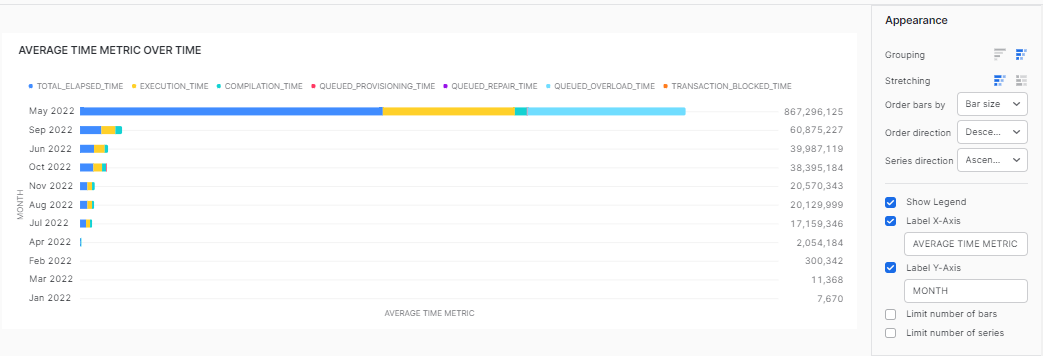 AVERAGE TIME METRIC OVER TIME
TOTAL_ELAPSED_TIME EXECUTION_TIME COMPILATION_TIME QUEUED_PROVISIONING_TIME QUEUED_REPAIR_TIME QUEUED_OVERLOAD_TIME TRANSACTION_BLOCKED_TIME
May 2022 867,296,125
Sep 2022 60,875,227
Jun 2022 39,987,119
Oct 2022 38,395,184
Nov 2022 20,570,343
Aug 2022 20,129,999
Jul 2022 17,159,346
Apr 2022 2,054,184
Feb 2022 300,342
Mar 2022 11,368
Jan 2022 7,670
MONTH
AVERAGE TIME METRIC
Appearance
Grouping
Stretching
Order bars by Bar size
Order direction Desce...
Series direction Ascen...
Show Legend
Label X-Axis
AVERAGE TIME METRIC
Label Y-Axis
MONTH
Limit number of bars
Limit number of series